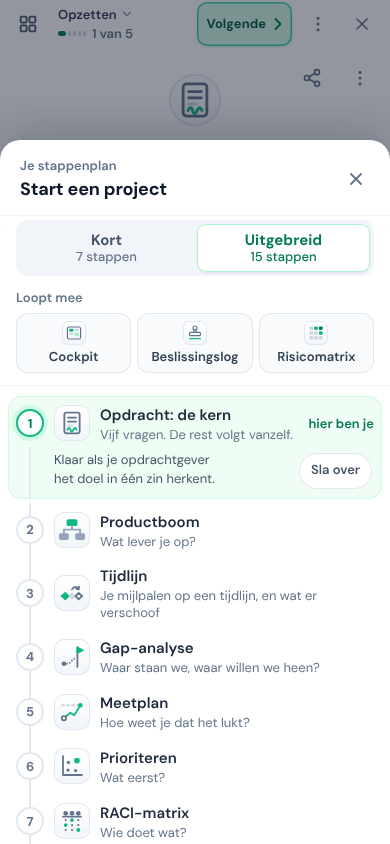 Opzetten
1 van 5
Volgende
Je stappenplan
Start een project
Kort
7 stappen
Uitgebreid
15 stappen
Loopt mee
Cockpit
Beslissingslog
Risicomatrix
1
Opdracht: de kern
Vijf vragen. De rest volgt vanzelf.
hier ben je
Klaar als je opdrachtgever
het doel in één zin herkent.
Sla over
2
Productboom
Wat lever je op?
3
Tijdlijn
Je mijlpalen op een tijdlijn, en wat er
verschoof
4
Gap-analyse
Waar staan we, waar willen we heen?
5
Meetplan
Hoe weet je dat het lukt?
6
Prioriteren
Wat eerst?
7
RACI-matrix
Wie doet wat?